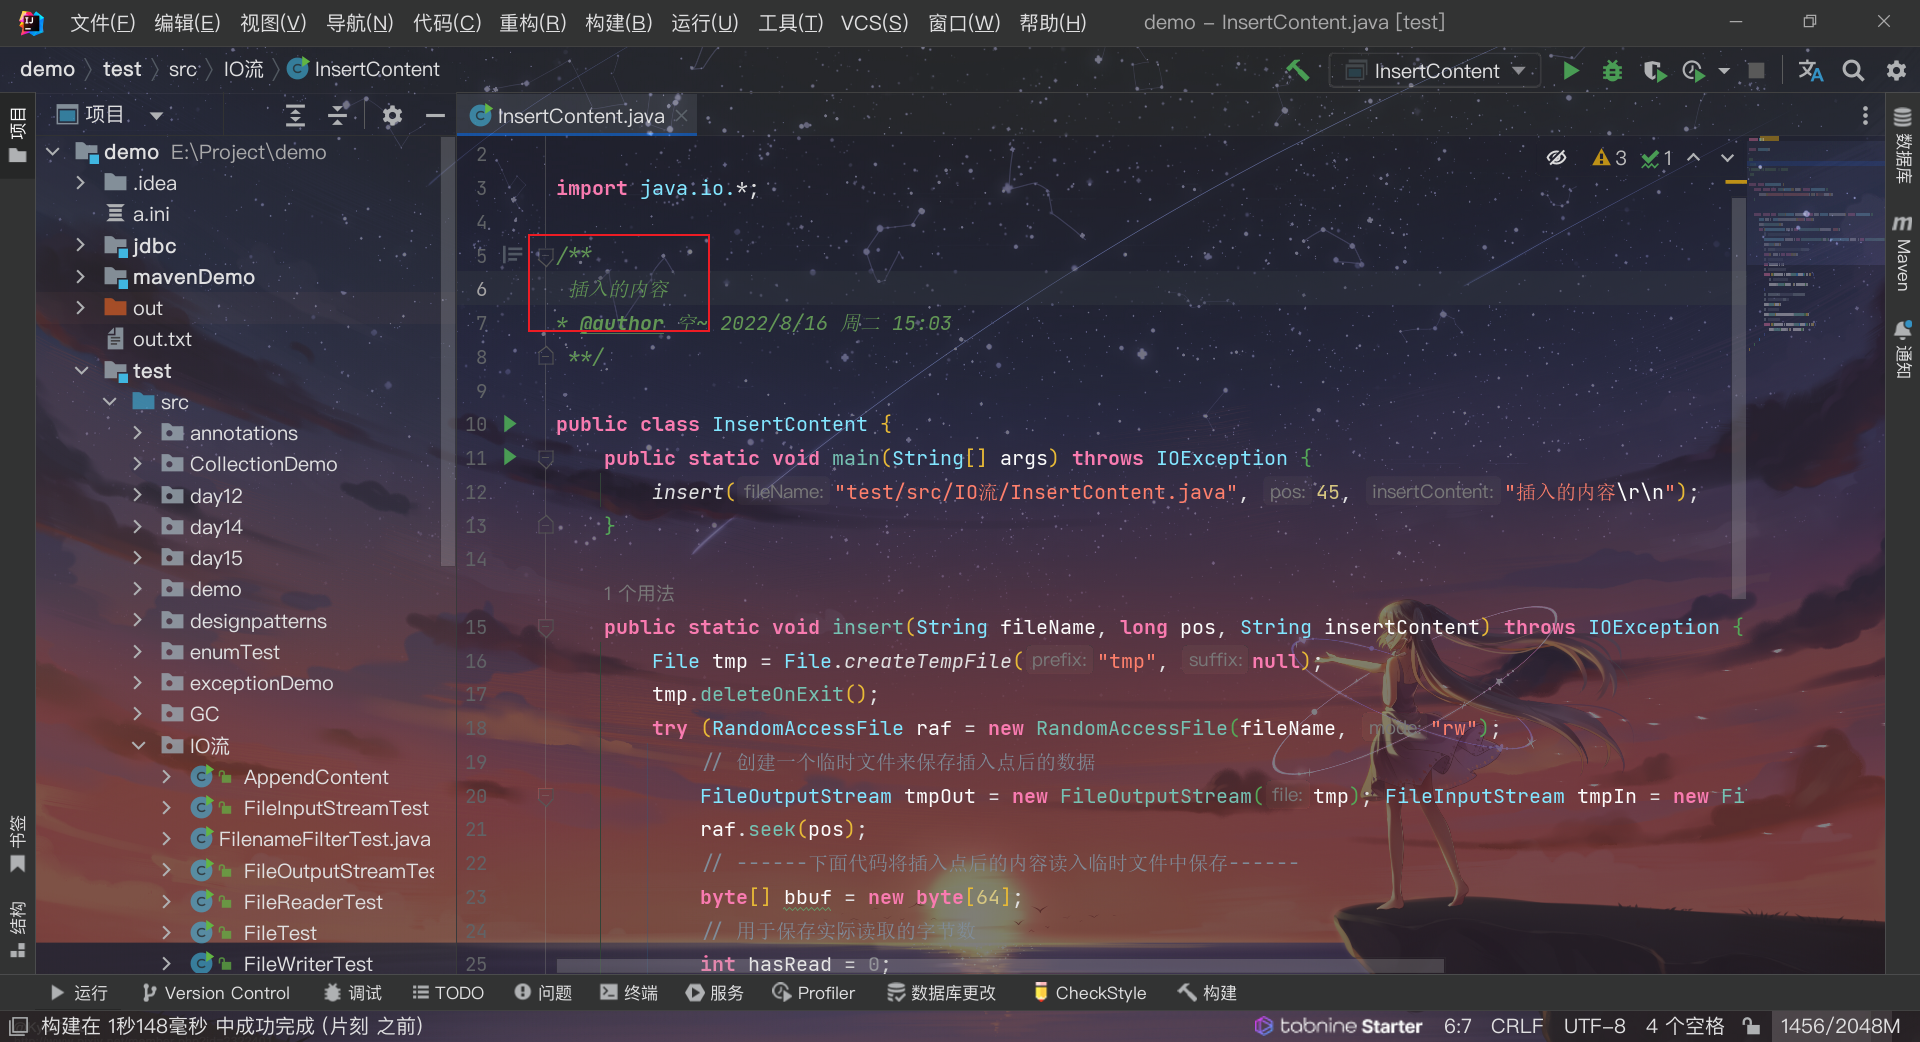 文件(F) 编辑(E) 视图(V) 导航(N) 代码(C) 重构(R) 构建(B) 运行(U) 工具(T) VCS(S) 窗口(W) 帮助(H) demo – InsertContent.java [test]
demo test src IO流 InsertContent
InsertContent
项目
InsertContent.java
项目
书签
结构
demo E:\Project\demo
.idea
a.ini
jdbc
mavenDemo
out
out.txt
test
src
annotations
CollectionDemo
day12
day14
day15
demo
designpatterns
enumTest
exceptionDemo
GC
IO流
AppendContent
FileInputStreamTest
FilenameFilterTest.java
FileOutputStreamTes
FileReaderTest
FileTest
FileWriterTest
3 1
2
3 import java.io.*;
4
5 /**
6 插入的内容
7 * @author 空~ 2022/8/16 周二 15:03
8 **/
9
10 public class InsertContent {
11 public static void main(String[] args) throws IOException {
12 insert( fileName: "test/src/IO流/InsertContent.java", pos: 45, insertContent: "插入的内容\r\n");
13 }
14
1 个用法
15 public static void insert(String fileName, long pos, String insertContent) throws IOException {
16 File tmp = File.createTempFile( prefix: "tmp", suffix: null);
17 tmp.deleteOnExit();
18 try (RandomAccessFile raf = new RandomAccessFile(fileName, mode: "rw");
19 // 创建一个临时文件来保存插入点后的数据
20 FileOutputStream tmpOut = new FileOutputStream( file: tmp); FileInputStream tmpIn = new Fi
21 raf.seek(pos);
22 // ------下面代码将插入点后的内容读入临时文件中保存------
23 byte[] bbuf = new byte[64];
24 // 用于保存实际读取的字节数
25 int hasRead = 0;
数据库
Maven
通知
运行 Version Control 调试 TODO 问题 终端 服务 Profiler 数据库更改 CheckStyle 构建
构建在 1秒148毫秒 中成功完成 (片刻 之前) tabnine Starter 6:7 CRLF UTF-8 4 个空格 1456/2048M